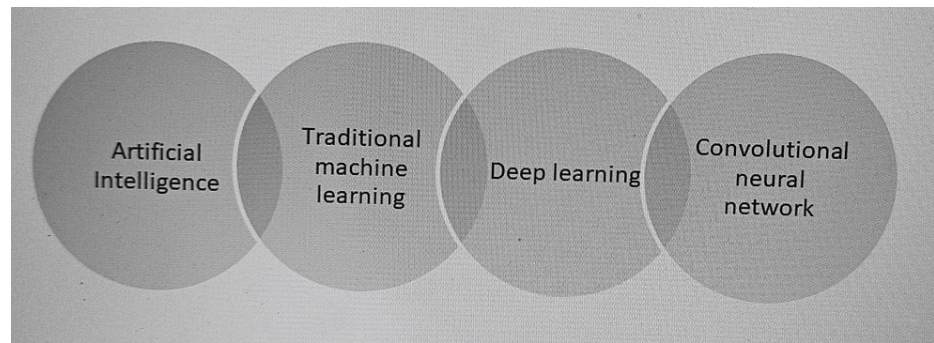 Artificial
Intelligence
Traditional
machine
learning
Deep learning
Convolutional
neural
network